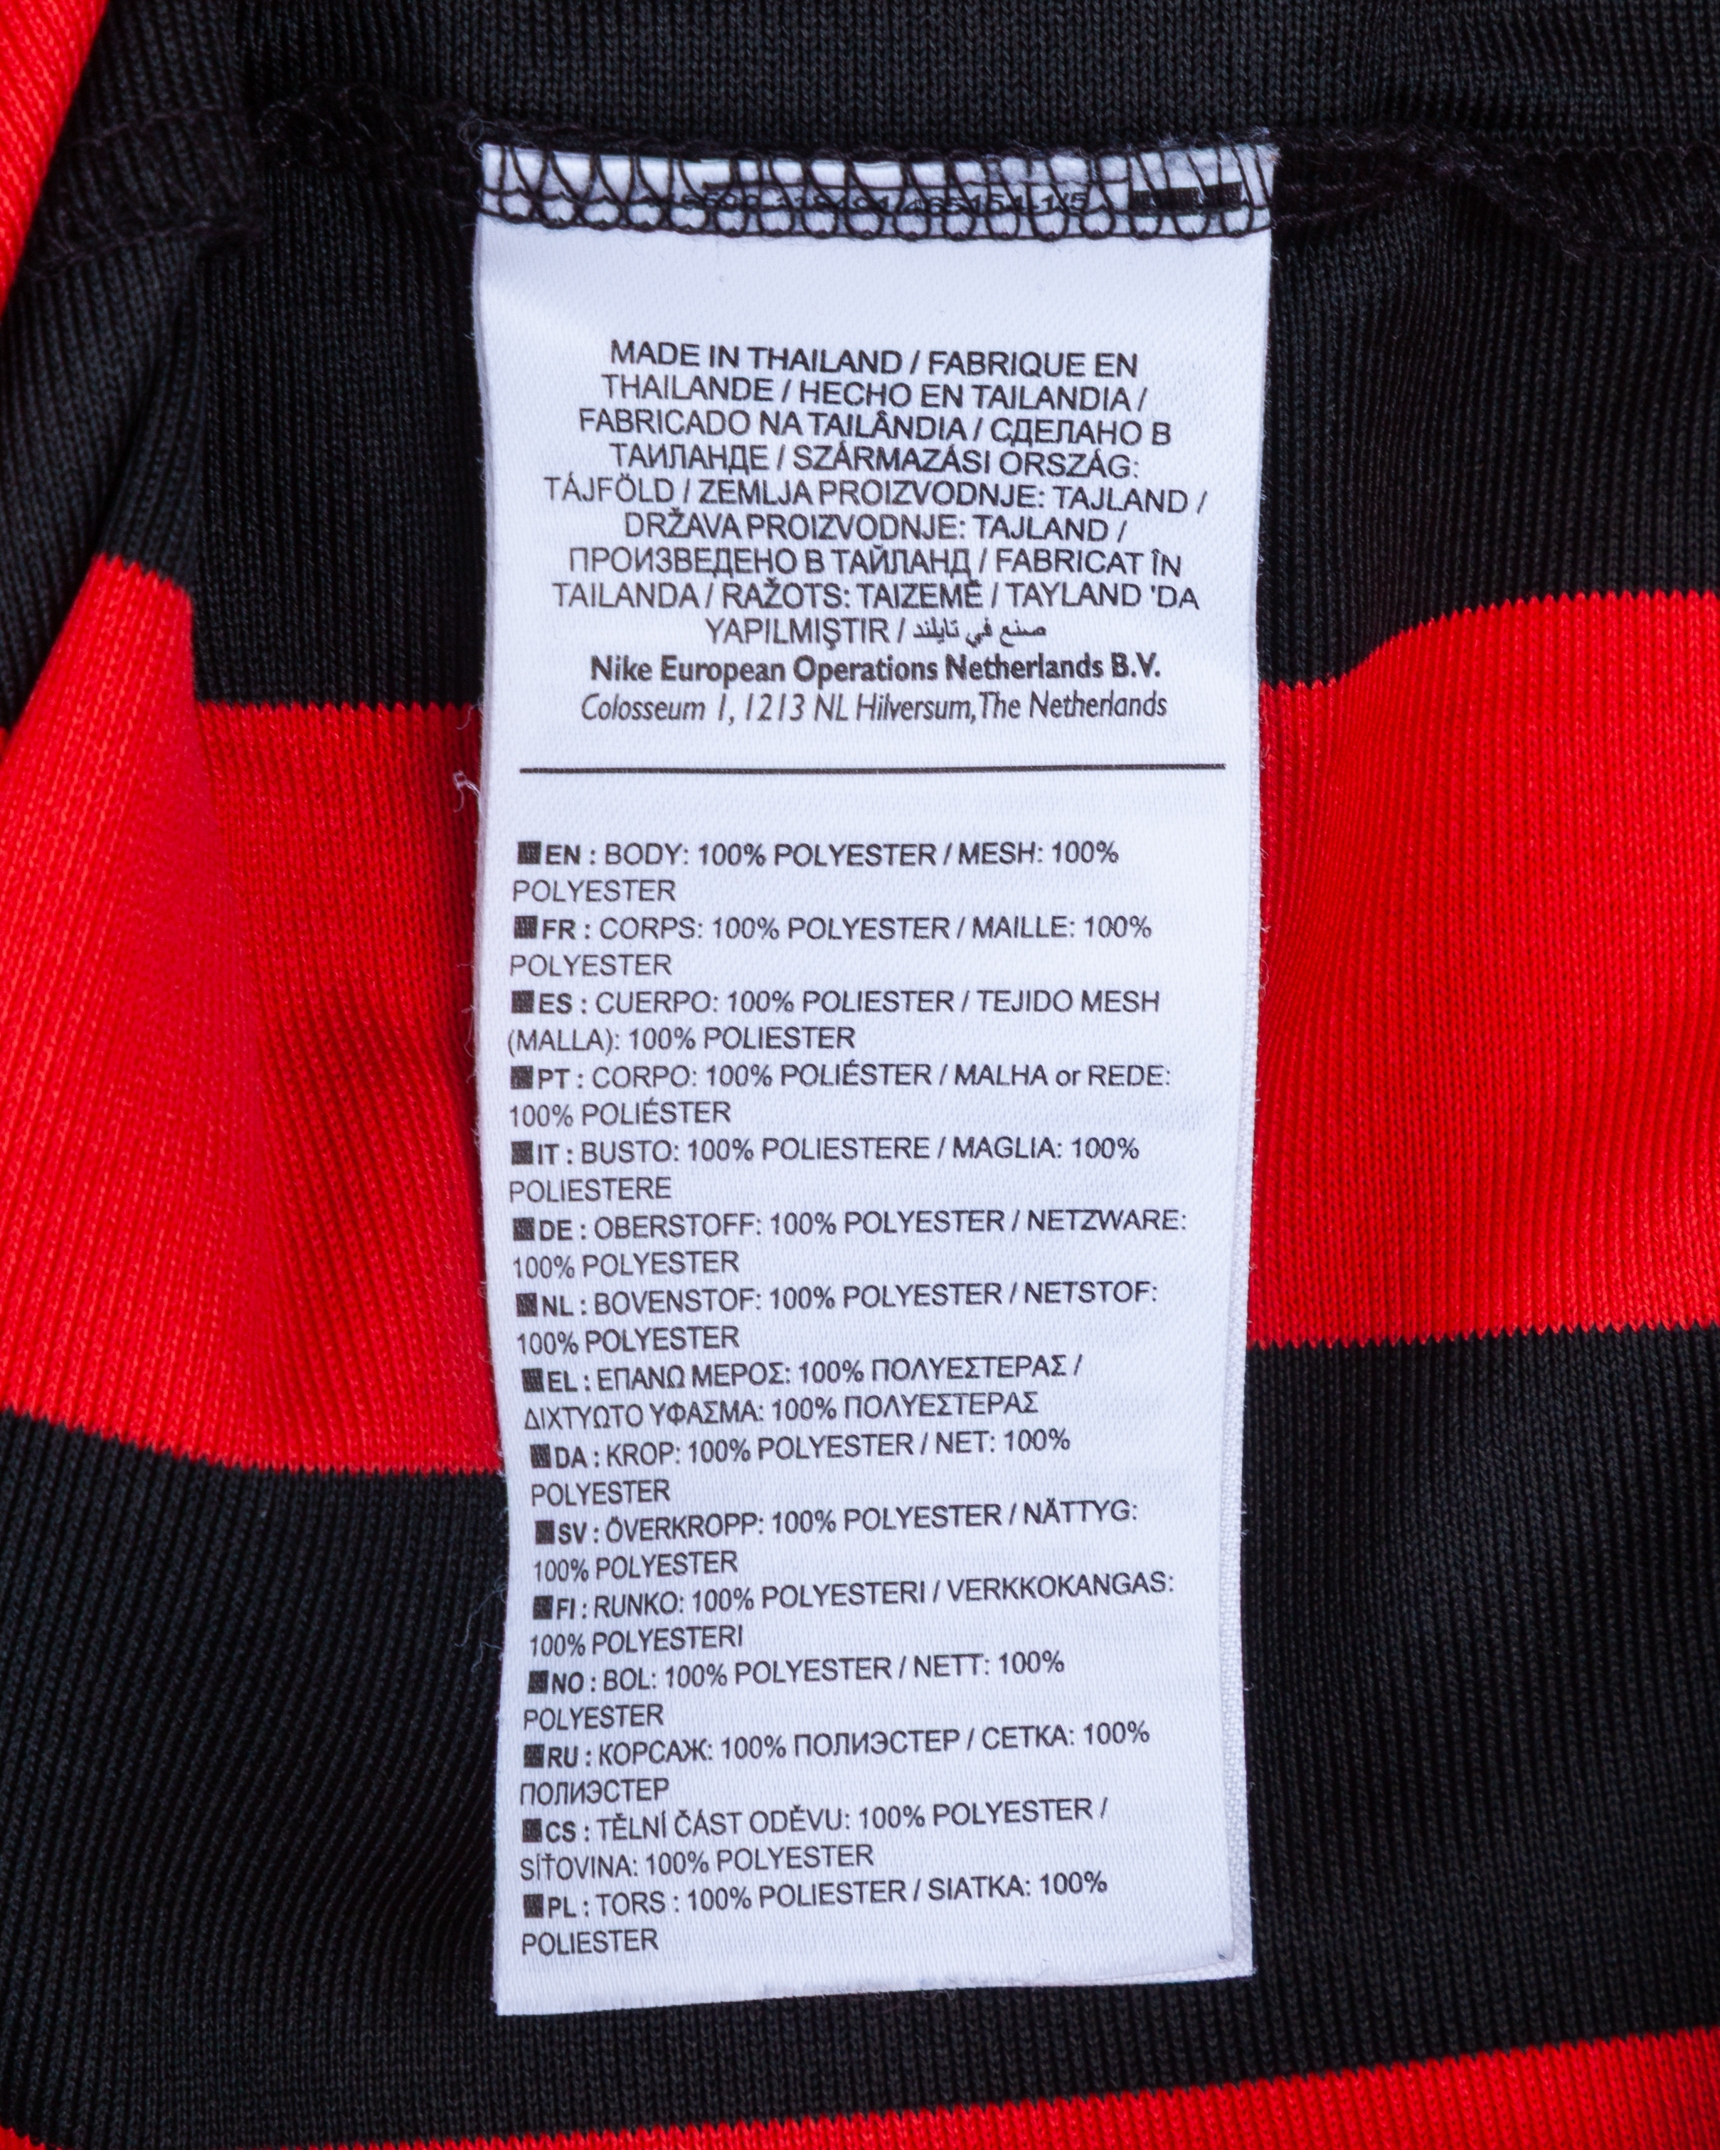 MADE IN THAILAND / FABRIQUE EN
THAILANDE / HECHO EN TAILANDIA /
FABRICADO NA TAILÂNDIA / СДЕЛАНО В
ТАИЛАНДЕ / SZÁRMAZÁSI ORSZÁG:
TÁJFÖLD / ZEMLJA PROIZVODNJE: TAJLAND /
DRŽAVA PROIZVODNJE: TAJLAND /
ПРОИЗВЕДЕНО В ТАЙЛАНД / FABRICAT ÎN
TAILANDA / RAŽOTS: TAIZEMĒ / TAYLAND 'DA
YAPILMIŞTIR / صنع في تايلند
Nike European Operations Netherlands B.V.
Colosseum 1, 1213 NL Hilversum, The Netherlands
EN : BODY: 100% POLYESTER / MESH: 100%
POLYESTER
FR : CORPS: 100% POLYESTER / MAILLE: 100%
POLYESTER
ES : CUERPO: 100% POLIESTER / TEJIDO MESH
(MALLA): 100% POLIESTER
PT : CORPO: 100% POLIÉSTER / MALHA or REDE:
100% POLIÉSTER
IT : BUSTO: 100% POLIESTERE / MAGLIA: 100%
POLIESTERE
DE : OBERSTOFF: 100% POLYESTER / NETZWARE:
100% POLYESTER
NL : BOVENSTOF: 100% POLYESTER / NETSTOF:
100% POLYESTER
EL : ΕΠΑΝΩ ΜΕΡΟΣ: 100% ΠΟΛΥΕΣΤΕΡΑΣ /
ΔΙΧΤΥΩΤΟ ΥΦΑΣΜΑ: 100% ΠΟΛΥΕΣΤΕΡΑΣ
DA : KROP: 100% POLYESTER / NET: 100%
POLYESTER
SV : ÖVERKROPP: 100% POLYESTER / NÄTTYG:
100% POLYESTER
FI : RUNKO: 100% POLYESTERI / VERKKOKANGAS:
100% POLYESTERI
NO : BOL: 100% POLYESTER / NETT: 100%
POLYESTER
RU : КОРСАЖ: 100% ПОЛИЭСТЕР / СЕТКА: 100%
ПОЛИЭСТЕР
CS : TĚLNÍ ČÁST ODĚVU: 100% POLYESTER /
SÍŤOVINA: 100% POLYESTER
PL : TORS : 100% POLIESTER / SIATKA: 100%
POLIESTER